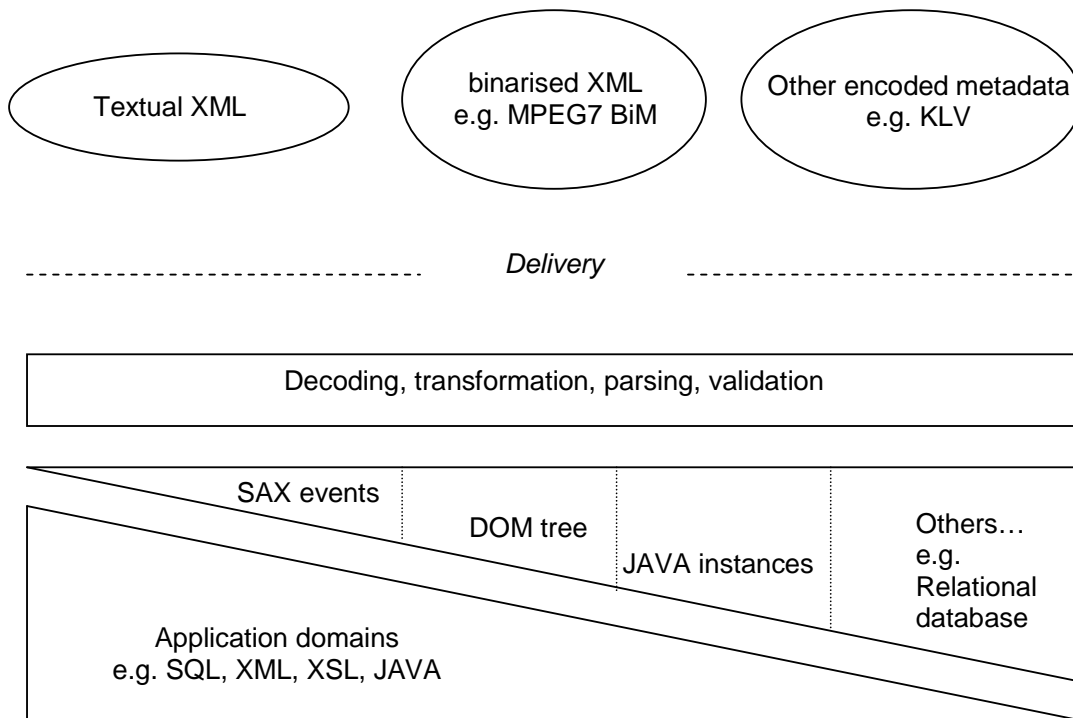 Textual XML
binarised XML
e.g. MPEG7 BiM
Other encoded metadata
e.g. KLV
Delivery
Decoding, transformation, parsing, validation
SAX events
DOM tree
JAVA instances
Others…
e.g.
Relational
database
Application domains
e.g. SQL, XML, XSL, JAVA